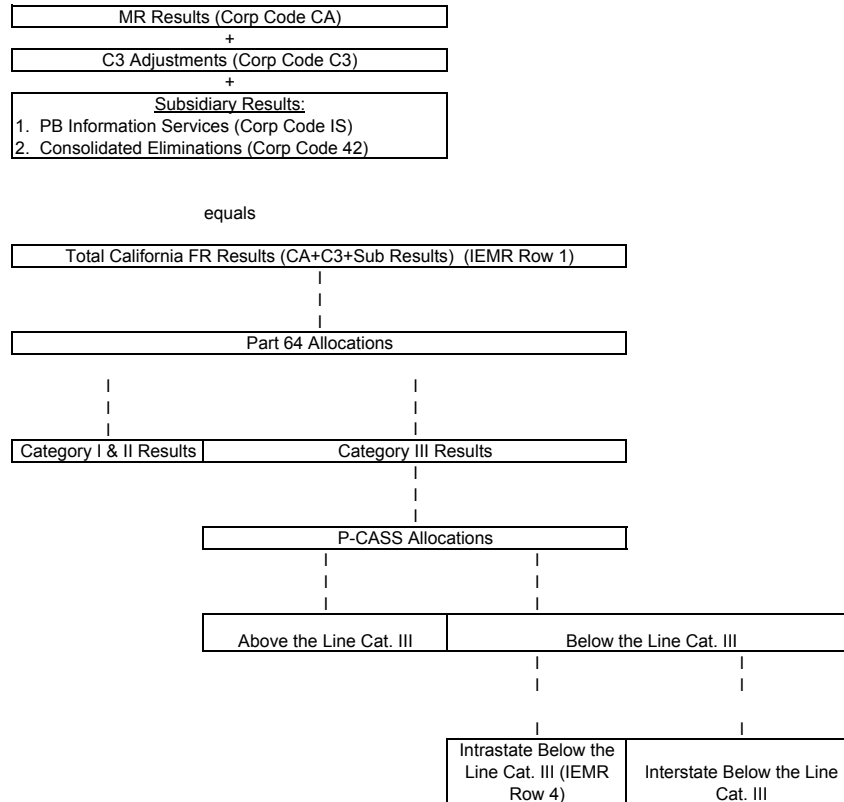 MR Results (Corp Code CA)
+
C3 Adjustments (Corp Code C3)
+
Subsidiary Results:
1. PB Information Services (Corp Code IS)
2. Consolidated Eliminations (Corp Code 42)
equals
Total California FR Results (CA+C3+Sub Results) (IEMR Row 1)
Part 64 Allocations
Category I & II Results
Category III Results
P-CASS Allocations
Above the Line Cat. III
Below the Line Cat. III
Intrastate Below the
Line Cat. III (IEMR
Row 4)
Interstate Below the Line
Cat. III